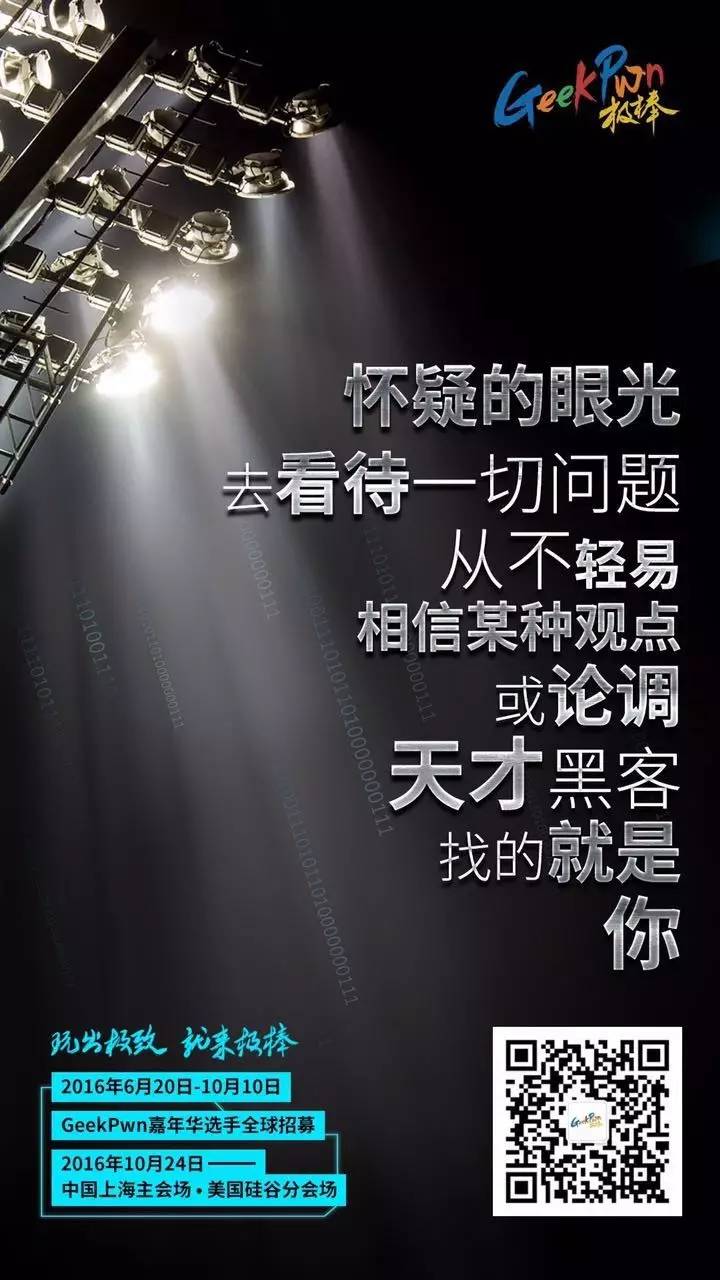 GeekPwn
极棒
怀疑的眼光
去看待一切问题
从不轻易
相信某种观点
或论调
天才黑客
找的就是
你
玩出极致 就来极棒
2016年6月20日-10月10日
GeekPwn嘉年华选手全球招募
2016年10月24日——
中国上海主会场·美国硅谷分会场